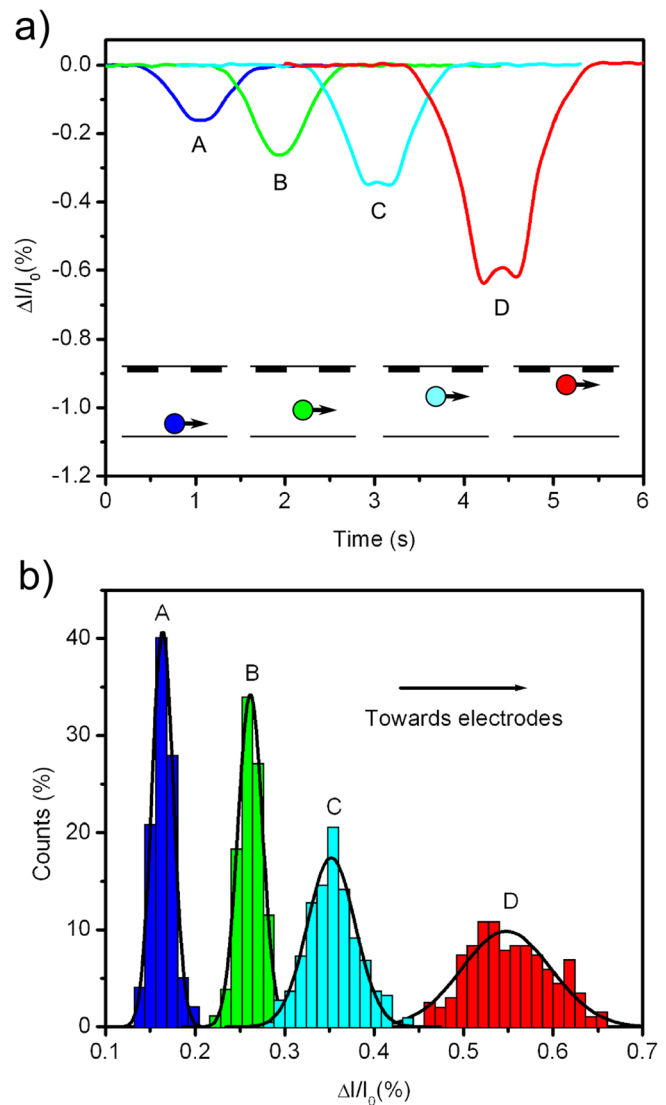 a)
0.0
-0.2
-0.4
-0.6
-0.8
-1.0
-1.2
ΔI/I₀(%)
A
B
C
D
0 1 2 3 4 5 6
Time (s)
b)
40
30
20
10
0
Counts (%)
A
B
C
D
Towards electrodes
0.1 0.2 0.3 0.4 0.5 0.6 0.7
ΔI/I₀(%)